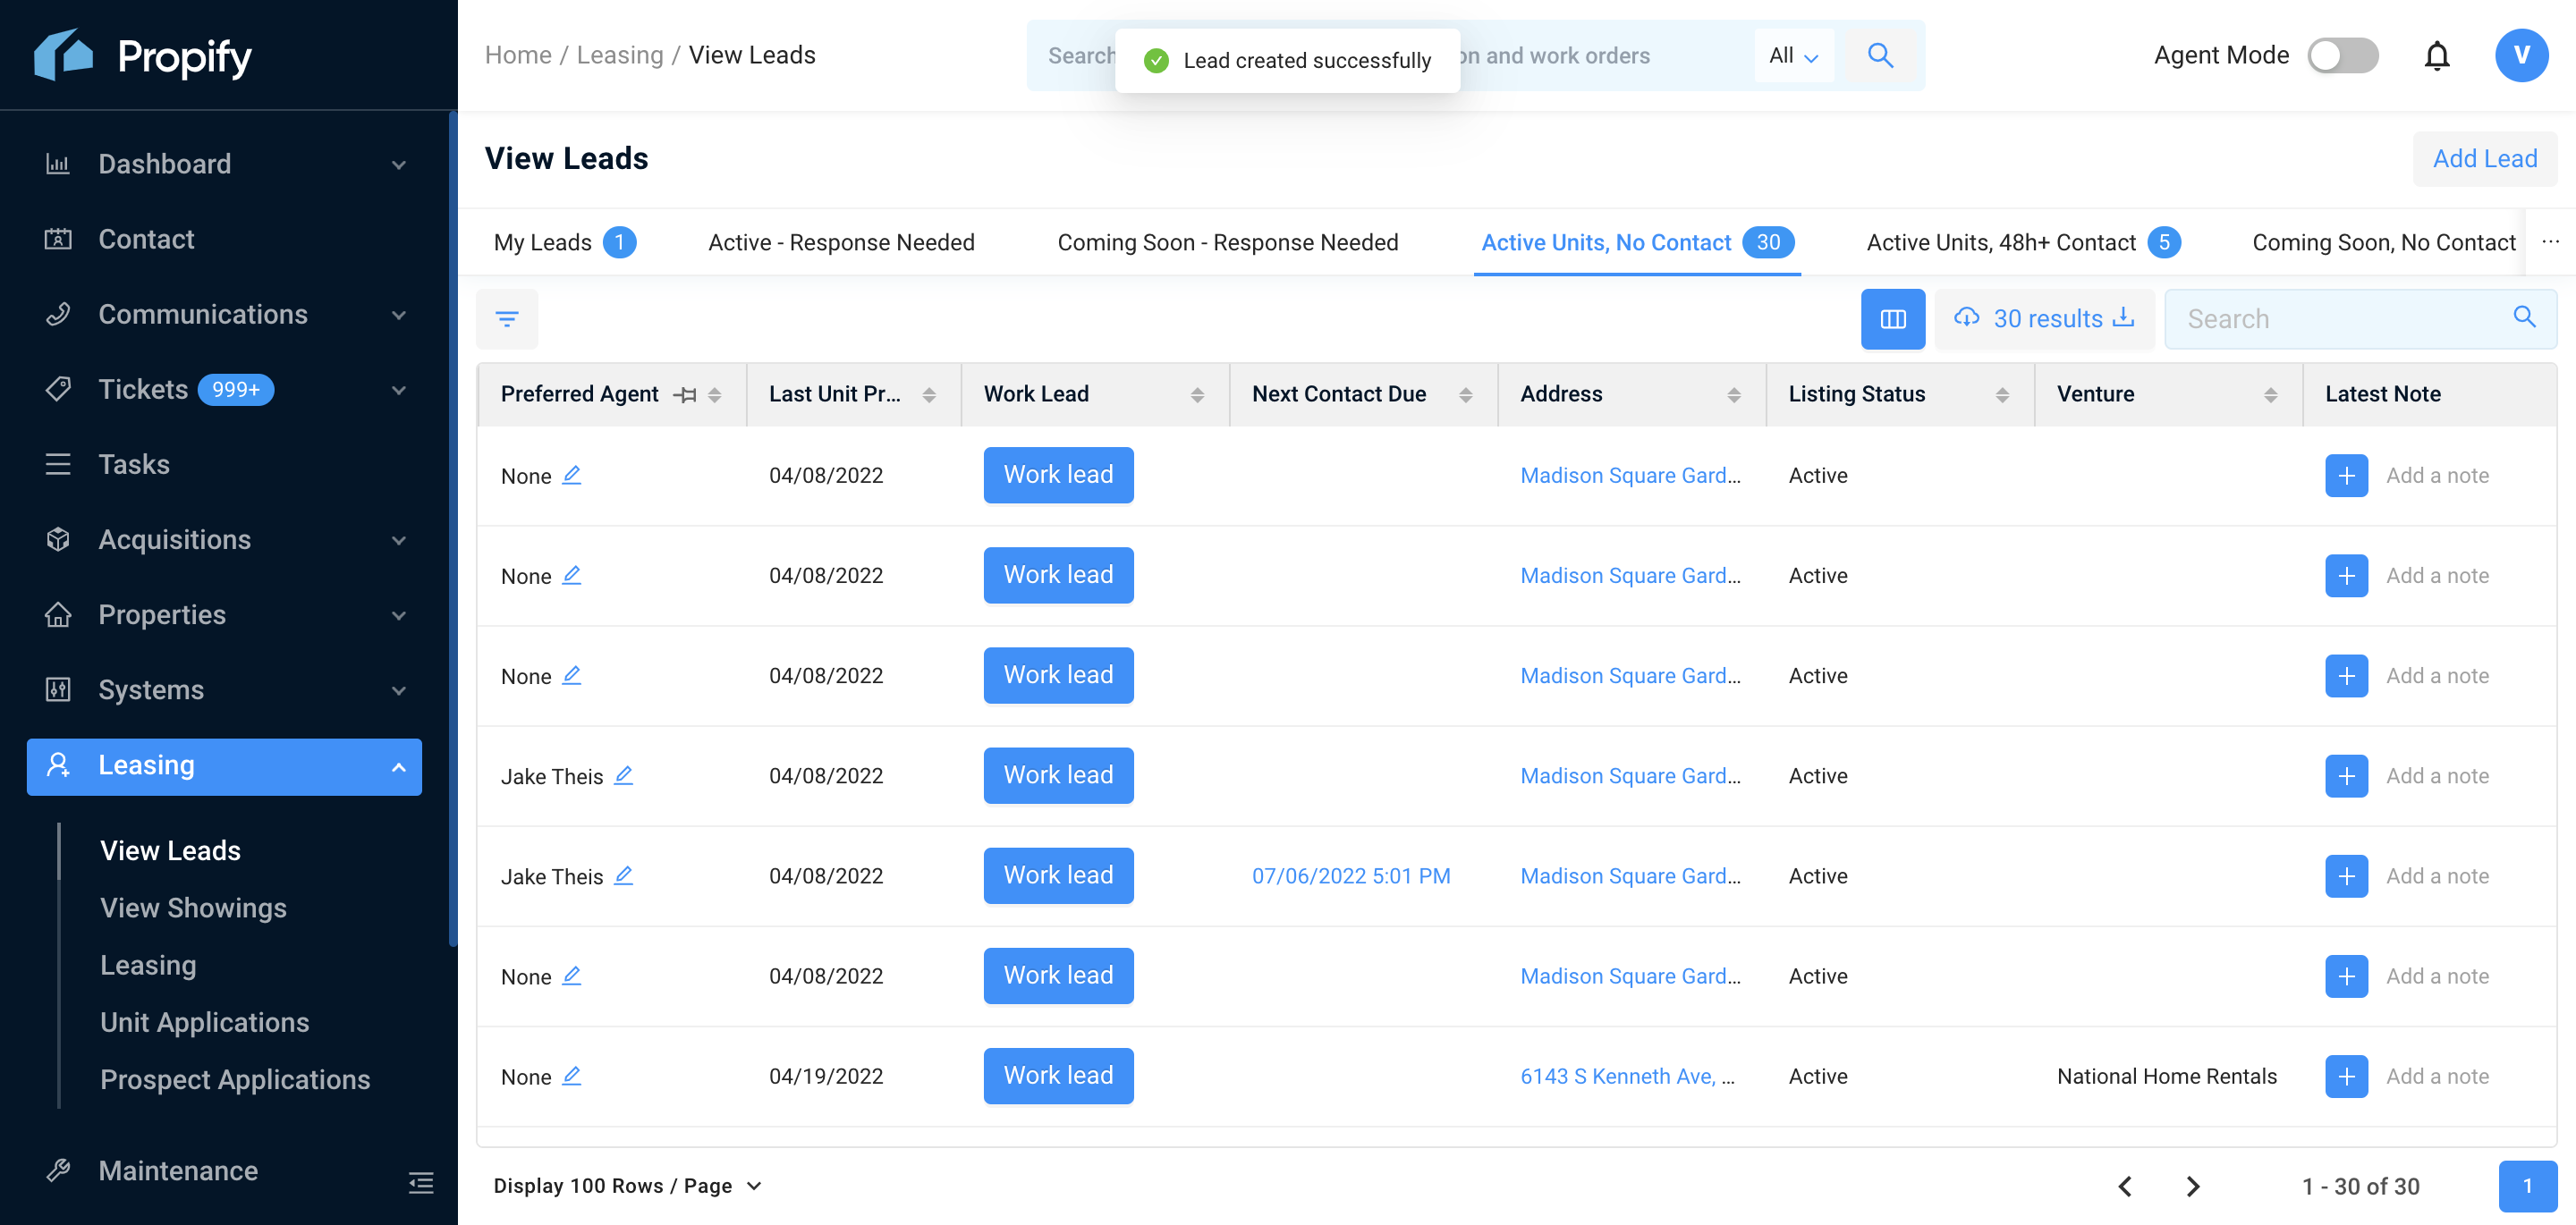 Propify
Home / Leasing / View Leads
Search
Lead created successfully
on and work orders
All
Agent Mode
V
Dashboard
Contact
Communications
Tickets 999+
Tasks
Acquisitions
Properties
Systems
Leasing
View Leads
View Showings
Leasing
Unit Applications
Prospect Applications
Maintenance
View Leads
Add Lead
My Leads 1
Active - Response Needed
Coming Soon - Response Needed
Active Units, No Contact 30
Active Units, 48h+ Contact 5
Coming Soon, No Contact
30 results
Search
Preferred Agent Last Unit Pr... Work Lead Next Contact Due Address Listing Status Venture Latest Note
None 04/08/2022 Work lead Madison Square Gard... Active Add a note
None 04/08/2022 Work lead Madison Square Gard... Active Add a note
None 04/08/2022 Work lead Madison Square Gard... Active Add a note
Jake Theis 04/08/2022 Work lead Madison Square Gard... Active Add a note
Jake Theis 04/08/2022 Work lead 07/06/2022 5:01 PM Madison Square Gard... Active Add a note
None 04/08/2022 Work lead Madison Square Gard... Active Add a note
None 04/19/2022 Work lead 6143 S Kenneth Ave, ... Active National Home Rentals Add a note
Display 100 Rows / Page
1 - 30 of 30
1